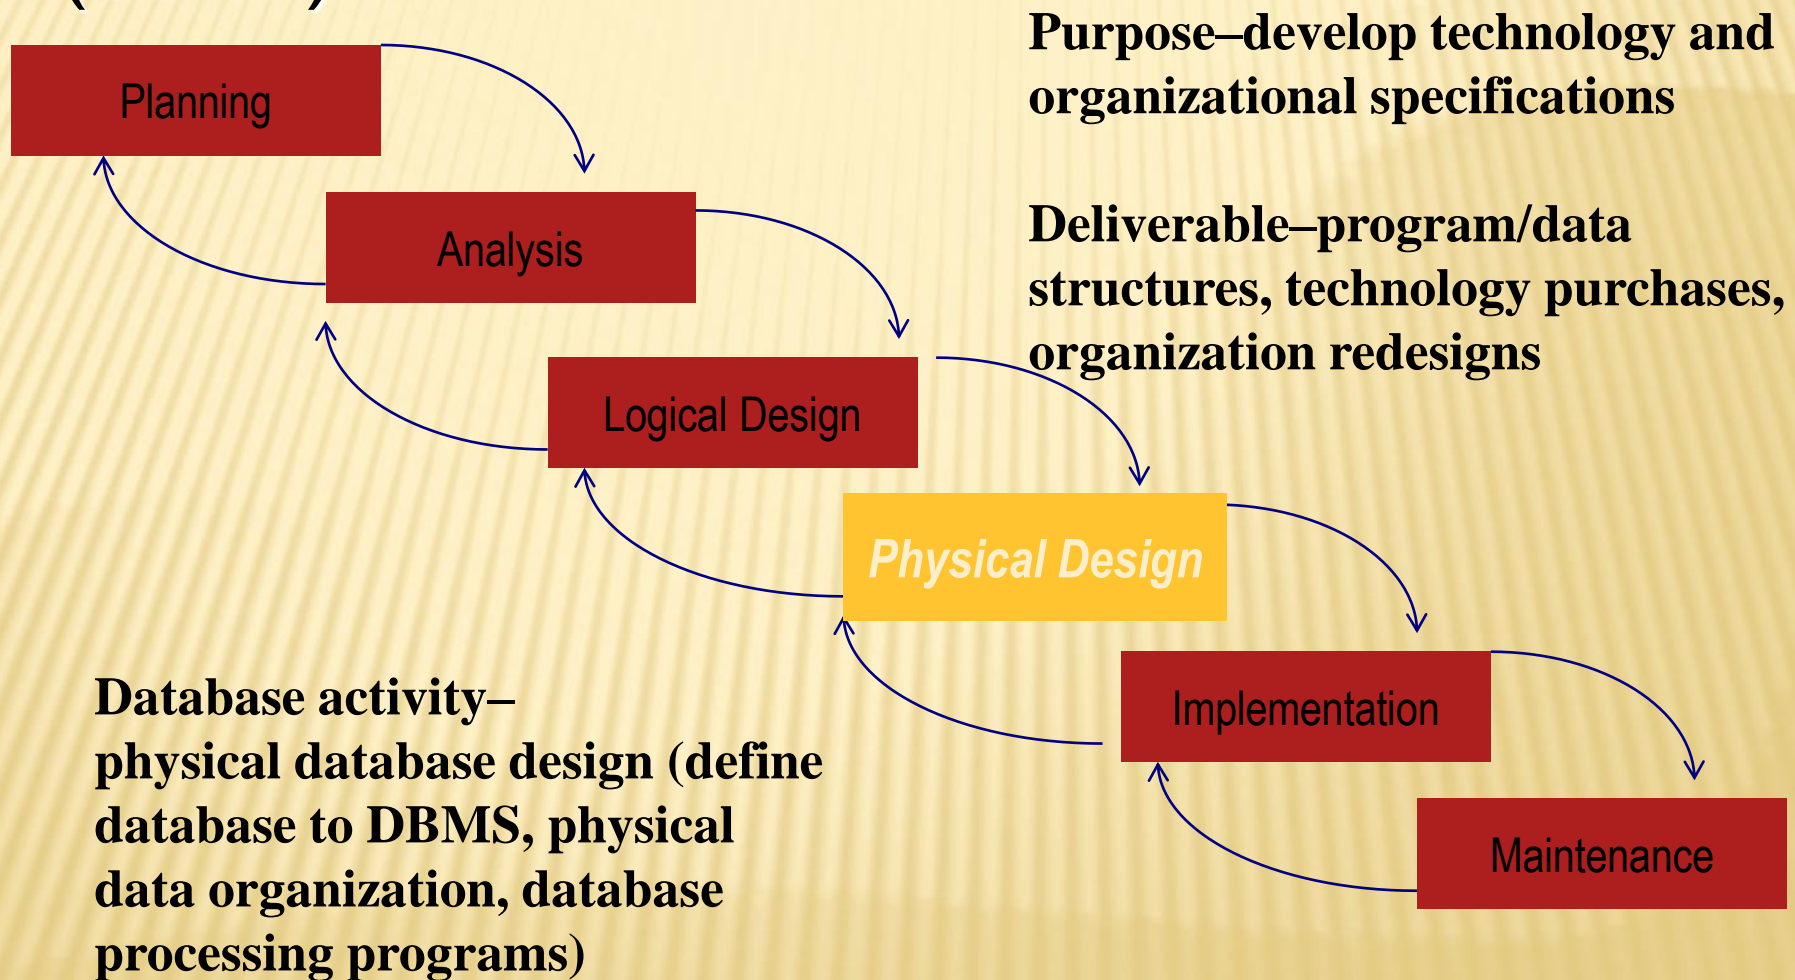 Purpose–develop technology and
organizational specifications
Deliverable–program/data
structures, technology purchases,
organization redesigns
Planning
Analysis
Logical Design
Physical Design
Implementation
Maintenance
Database activity–
physical database design (define
database to DBMS, physical
data organization, database
processing programs)